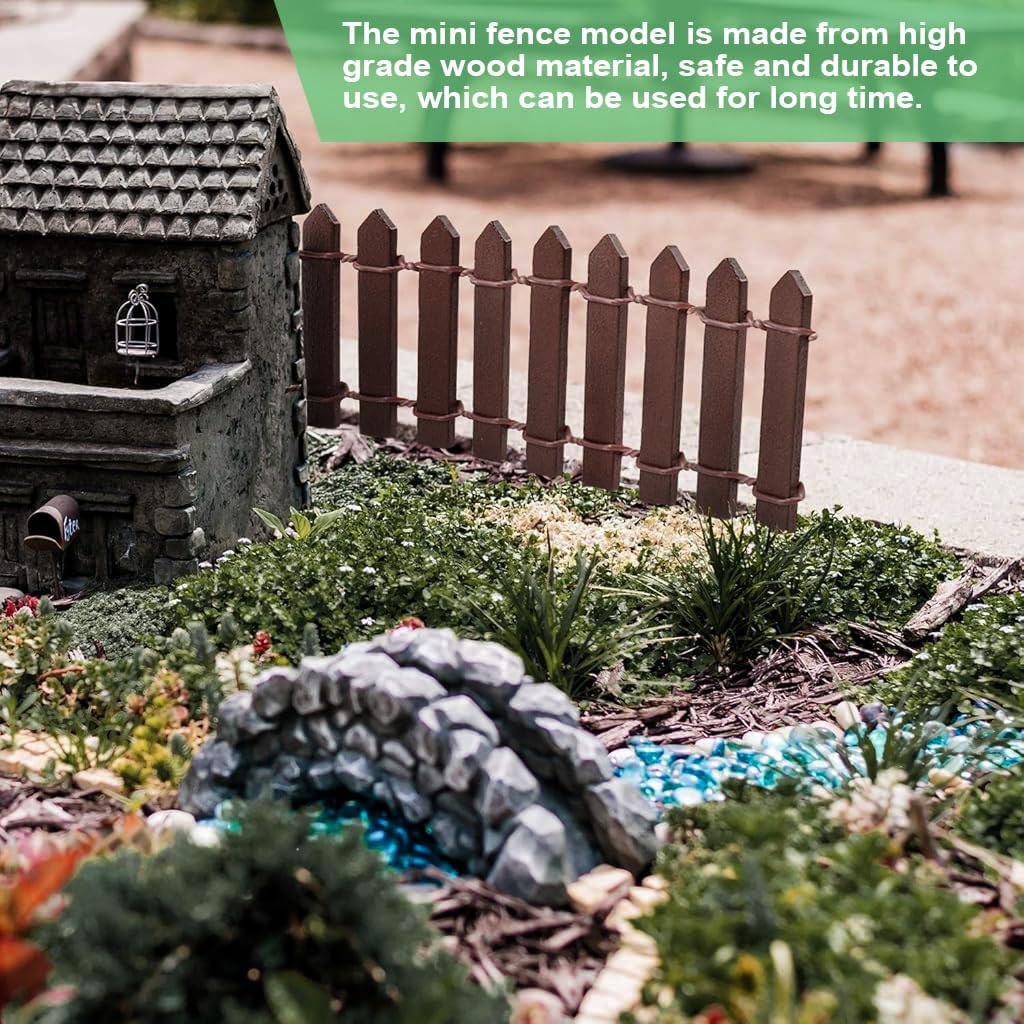 The mini fence model is made from high
grade wood material, safe and durable to
use, which can be used for long time.